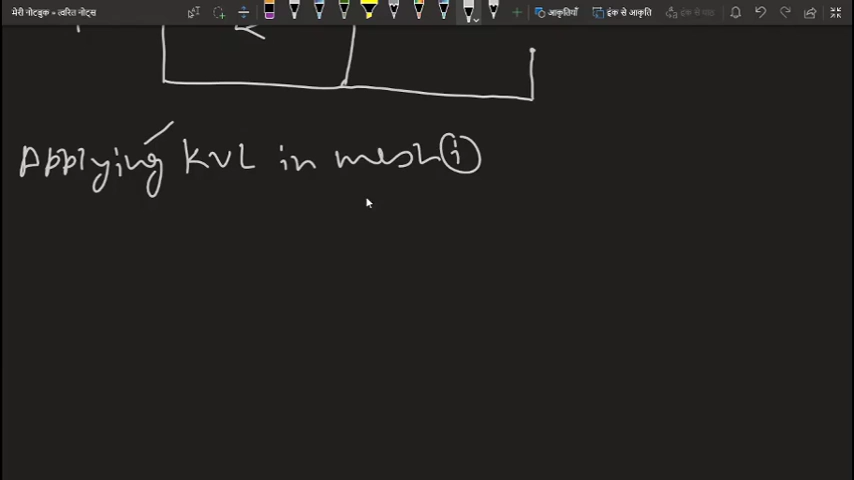 मेरी नोटबुक » त्वरित नोट्स
आकृतियाँ
इंक से आकृति
इंक से पाठ
Applying KVL in mesh i